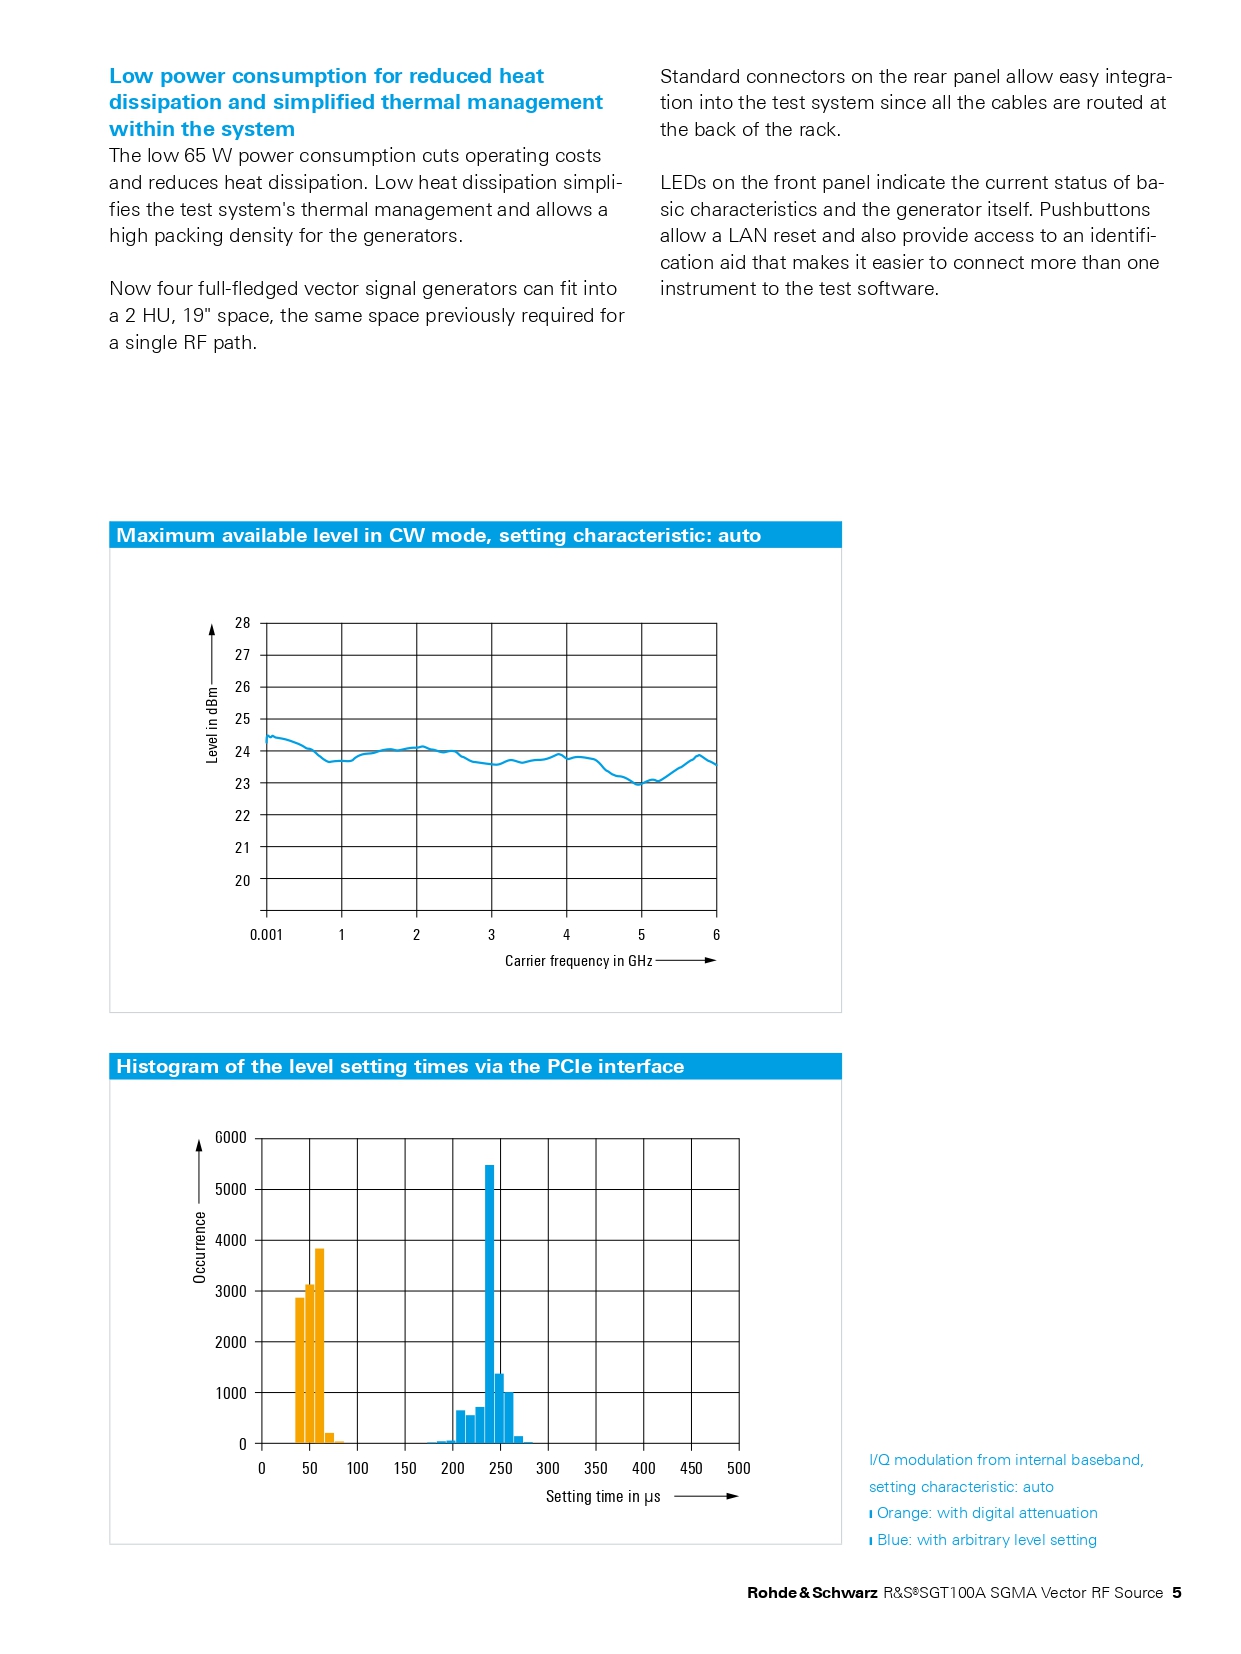 Low power consumption for reduced heat
dissipation and simplified thermal management
within the system
The low 65 W power consumption cuts operating costs
and reduces heat dissipation. Low heat dissipation simpli-
fies the test system's thermal management and allows a
high packing density for the generators.
Now four full-fledged vector signal generators can fit into
a 2 HU, 19" space, the same space previously required for
a single RF path.
Standard connectors on the rear panel allow easy integra-
tion into the test system since all the cables are routed at
the back of the rack.
LEDs on the front panel indicate the current status of ba-
sic characteristics and the generator itself. Pushbuttons
allow a LAN reset and also provide access to an identifi-
cation aid that makes it easier to connect more than one
instrument to the test software.
Maximum available level in CW mode, setting characteristic: auto
Level in dBm
28
27
26
25
24
23
22
21
20
0.001 1 2 3 4 5 6
Carrier frequency in GHz
Histogram of the level setting times via the PCIe interface
Occurrence
6000
5000
4000
3000
2000
1000
0
0 50 100 150 200 250 300 350 400 450 500
Setting time in µs
I/Q modulation from internal baseband,
setting characteristic: auto
❙ Orange: with digital attenuation
❙ Blue: with arbitrary level setting
Rohde & Schwarz R&S®SGT100A SGMA Vector RF Source 5